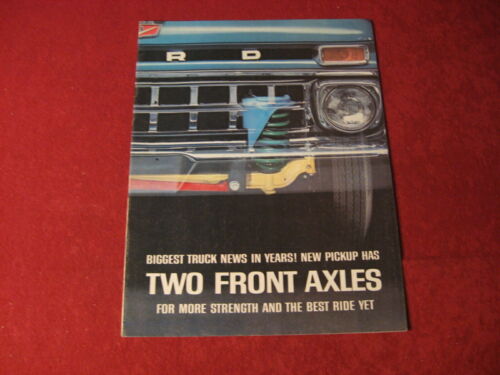 R D
BIGGEST TRUCK NEWS IN YEARS! NEW PICKUP HAS
TWO FRONT AXLES
FOR MORE STRENGTH AND THE BEST RIDE YET